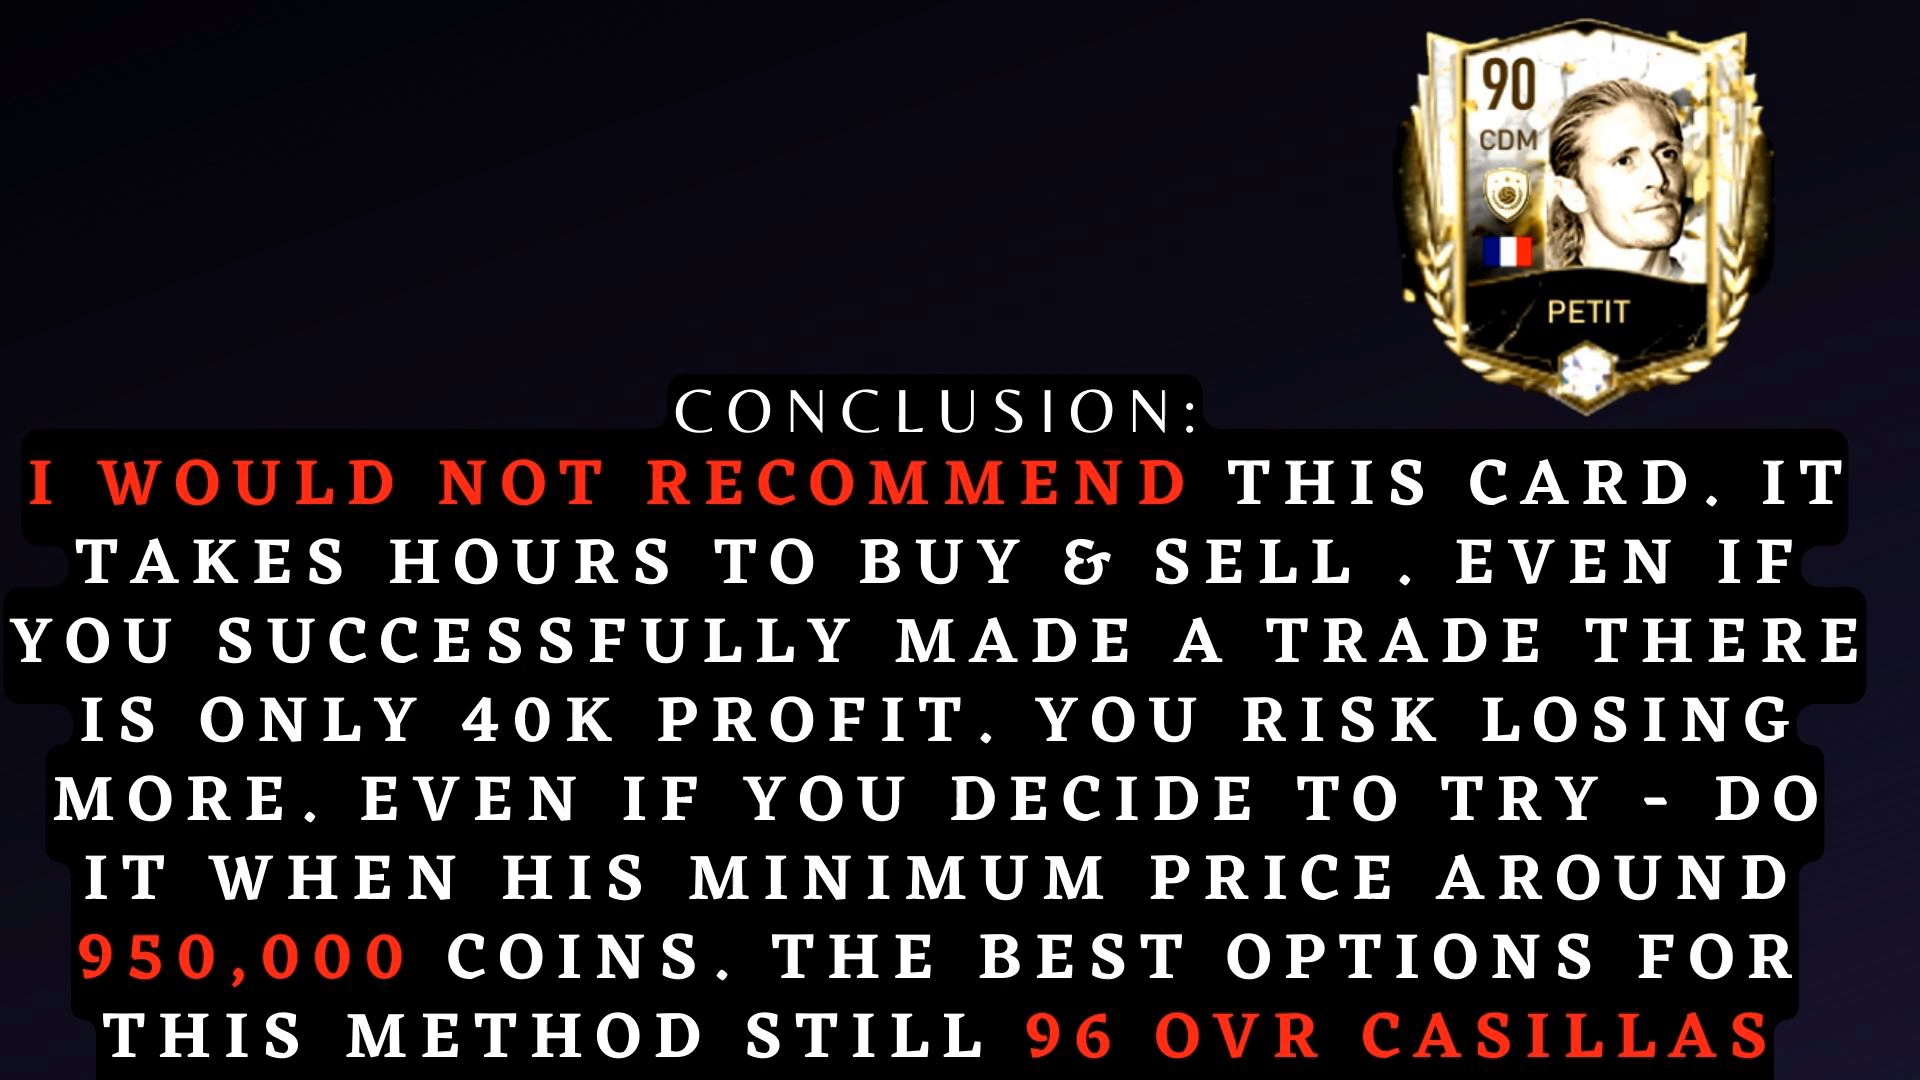 90
CDM
PETIT
CONCLUSION:
I WOULD NOT RECOMMEND THIS CARD. IT
TAKES HOURS TO BUY & SELL . EVEN IF
YOU SUCCESSFULLY MADE A TRADE THERE
IS ONLY 40K PROFIT. YOU RISK LOSING
MORE. EVEN IF YOU DECIDE TO TRY - DO
IT WHEN HIS MINIMUM PRICE AROUND
950,000 COINS. THE BEST OPTIONS FOR
THIS METHOD STILL 96 OVR CASILLAS